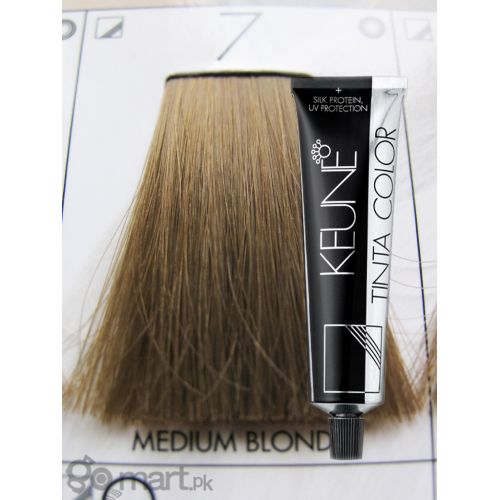 7
+
SILK PROTEIN,
UV PROTECTION
KEUNE
TINTA COLOR
MEDIUM BLOND
gomart.pk